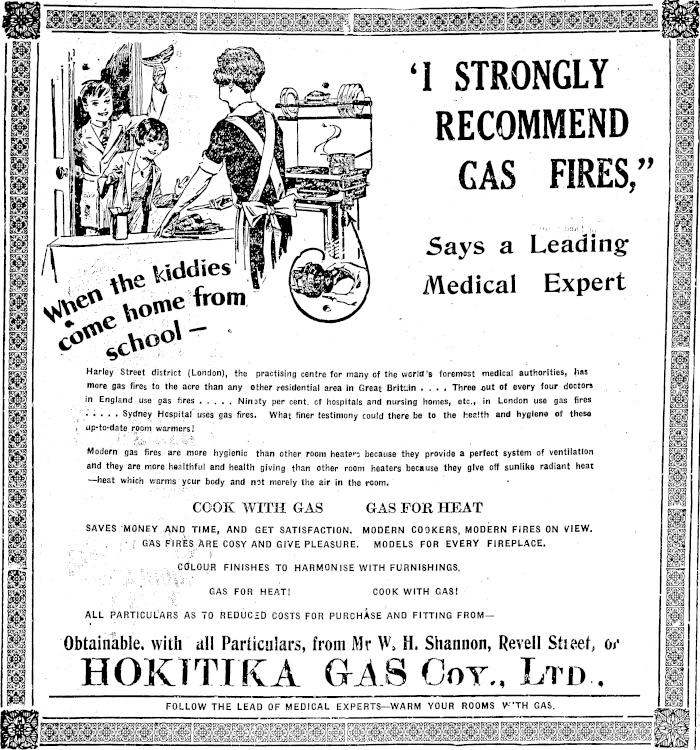 ‘I STRONGLY
RECOMMEND
GAS FIRES,”
Says a Leading
Medical Expert
When the kiddies
come home from
school —
Harley Street district (London), the practising centre for many of the world's foremost medical authorities, has
more gas fires to the acre than any other residential area in Great Britain . . . . Three out of every four doctors
in England use gas fires . . . . . Ninety per cent. of hospitals and nursing homes, etc., in London use gas fires
. . . . . Sydney Hospital uses gas fires. What finer testimony could there be to the health and hygiene of these
up-to-date room warmers!
Modern gas fires are more hygienic than other room heaters because they provide a perfect system of ventilation
and they are more healthful and health giving than other room heaters because they give off sunlike radiant heat
—heat which warms your body and not merely the air in the room.
COOK WITH GAS GAS FOR HEAT
SAVES MONEY AND TIME, AND GET SATISFACTION. MODERN COOKERS, MODERN FIRES ON VIEW.
GAS FIRES ARE COSY AND GIVE PLEASURE. MODELS FOR EVERY FIREPLACE.
COLOUR FINISHES TO HARMONISE WITH FURNISHINGS.
GAS FOR HEAT! COOK WITH GAS!
ALL PARTICULARS AS TO REDUCED COSTS FOR PURCHASE AND FITTING FROM—
Obtainable, with all Particulars, from Mr W. H. Shannon, Revell Street, or
HOKITIKA GAS COY., LTD.,
FOLLOW THE LEAD OF MEDICAL EXPERTS—WARM YOUR ROOMS WITH GAS.